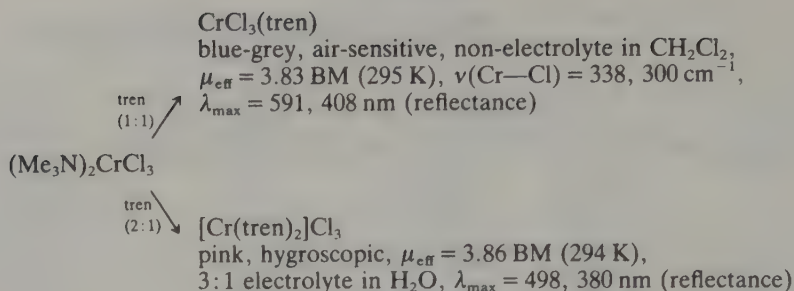 CrCl₃(tren)
blue-grey, air-sensitive, non-electrolyte in CH₂Cl₂,
μeff = 3.83 BM (295 K), ν(Cr—Cl) = 338, 300 cm⁻¹,
λmax = 591, 408 nm (reflectance)
tren
(1:1)
(Me₃N)₂CrCl₃
tren
(2:1)
[Cr(tren)₂]Cl₃
pink, hygroscopic, μeff = 3.86 BM (294 K),
3:1 electrolyte in H₂O, λmax = 498, 380 nm (reflectance)